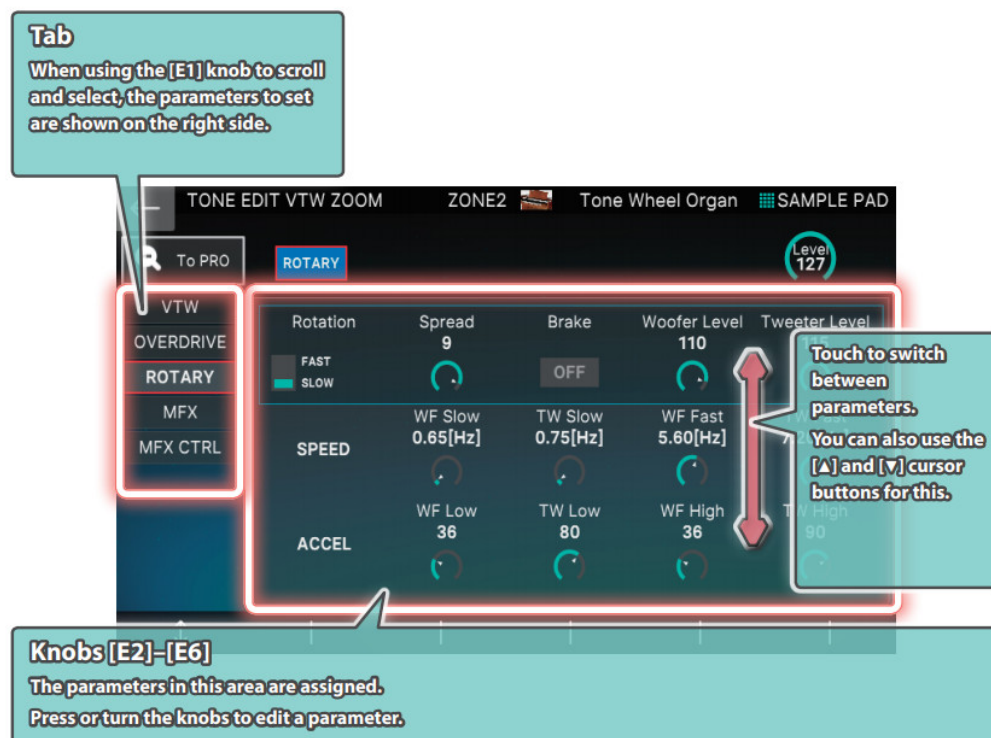 Tab
When using the [E1] knob to scroll
and select, the parameters to set
are shown on the right side.
TONE EDIT VTW ZOOM ZONE2 Tone Wheel Organ SAMPLE PAD
To PRO
ROTARY
Level
127
VTW
OVERDRIVE
ROTARY
MFX
MFX CTRL
Rotation Spread Brake Woofer Level Tweeter Level
9 110 115
FAST
SLOW
OFF
WF Slow TW Slow WF Fast
SPEED 0.65[Hz] 0.75[Hz] 5.60[Hz]
WF Low TW Low WF High TW High
ACCEL 36 80 36 90
Touch to switch
between
parameters.
You can also use the
[▲] and [▼] cursor
buttons for this.
Knobs [E2]–[E6]
The parameters in this area are assigned.
Press or turn the knobs to edit a parameter.